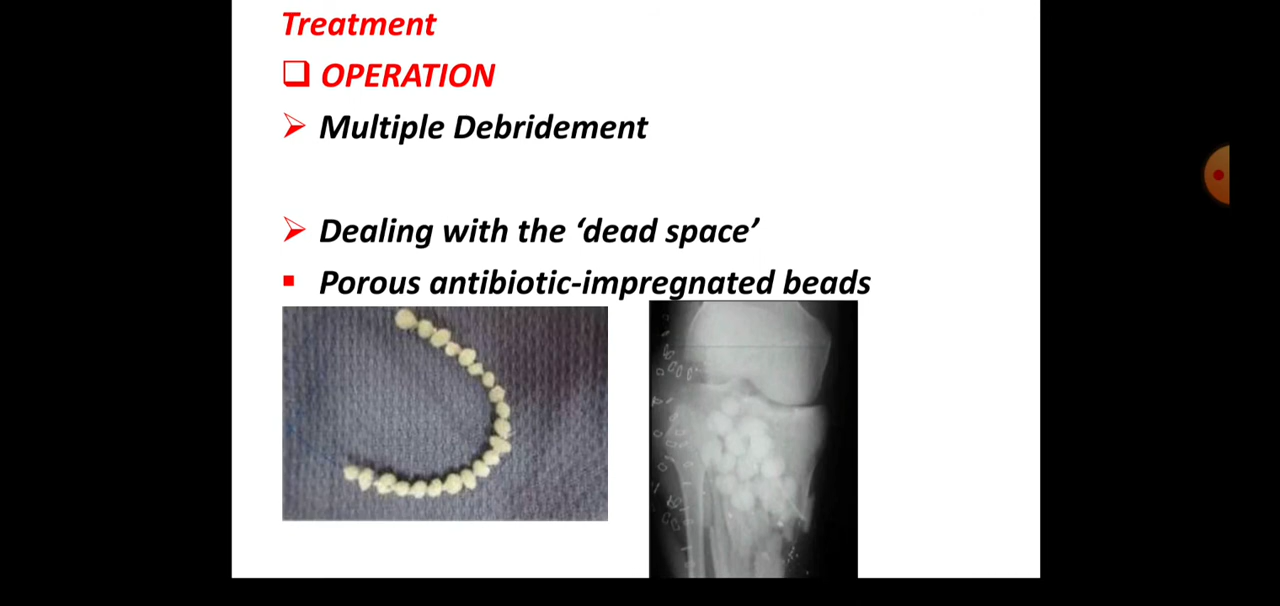 Treatment
OPERATION
Multiple Debridement
Dealing with the ‘dead space’
Porous antibiotic-impregnated beads